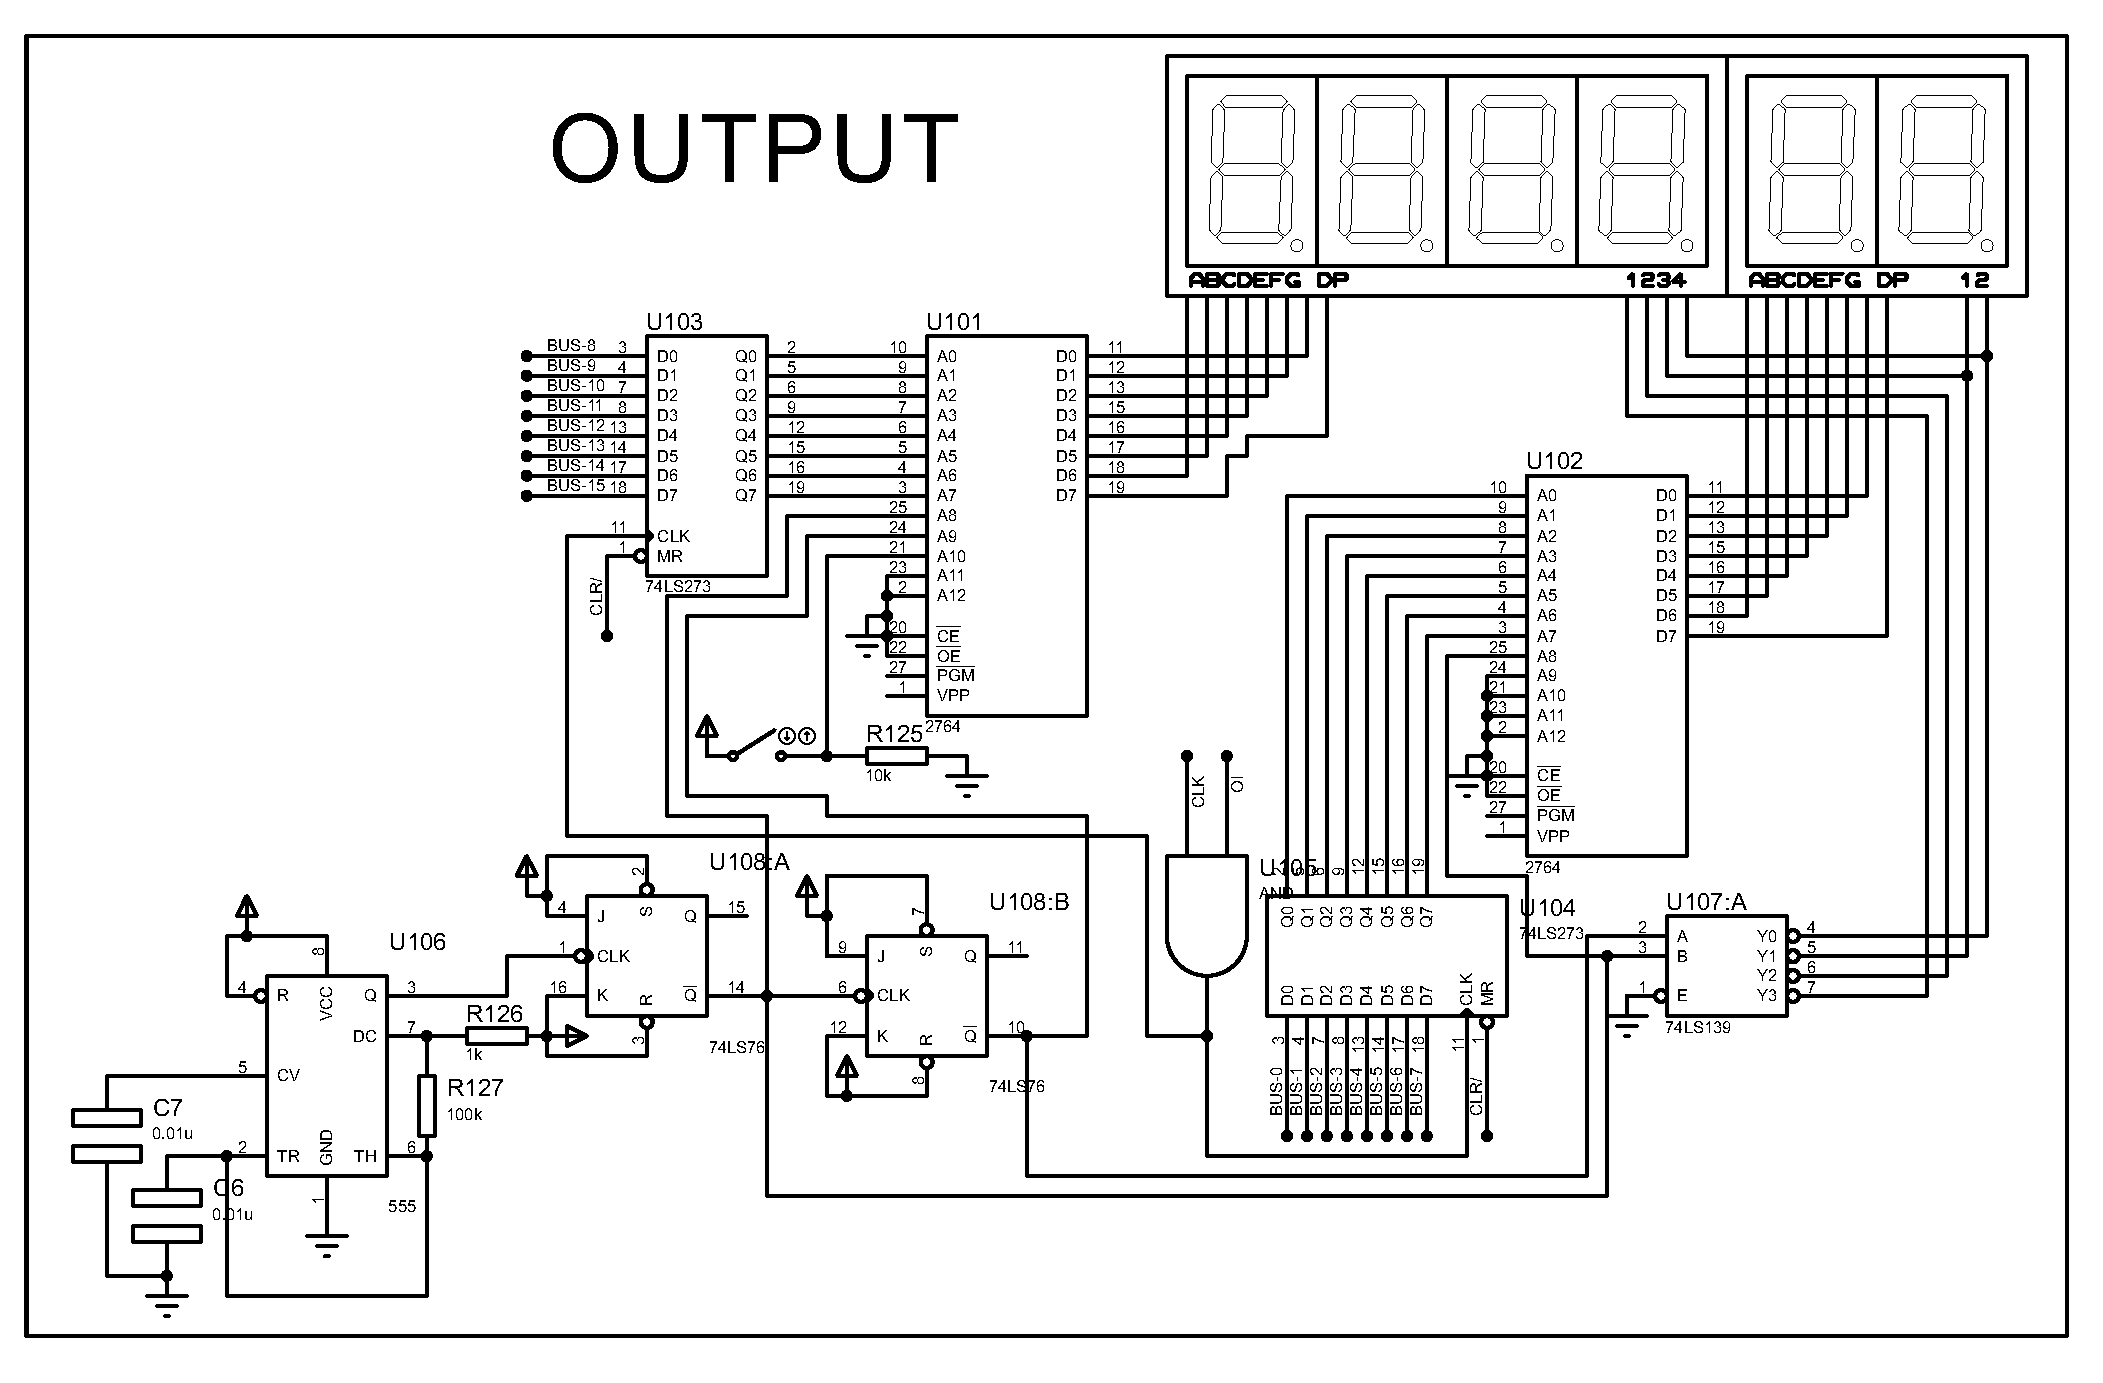 OUTPUT
ABCDEFG DP 1234 ABCDEFG DP 12
U103
BUS-8 3 D0 Q0 2
BUS-9 4 D1 Q1 5
BUS-10 7 D2 Q2 6
BUS-11 8 D3 Q3 9
BUS-12 13 D4 Q4 12
BUS-13 14 D5 Q5 15
BUS-14 17 D6 Q6 16
BUS-15 18 D7 Q7 19
11 CLK
1 MR
CLR/
74LS273
U101
10 A0 D0 11
9 A1 D1 12
8 A2 D2 13
7 A3 D3 15
6 A4 D4 16
5 A5 D5 17
4 A6 D6 18
3 A7 D7 19
25 A8
24 A9
21 A10
23 A11
2 A12
20 CE
22 OE
27 PGM
1 VPP
2764
R125
10k
U102
10 A0 D0 11
9 A1 D1 12
8 A2 D2 13
7 A3 D3 15
6 A4 D4 16
5 A5 D5 17
4 A6 D6 18
3 A7 D7 19
25 A8
24 A9
21 A10
23 A11
2 A12
20 CE
22 OE
27 PGM
1 VPP
2764
CLK
O
U105
AND
9 12 15 16 19
Q0 Q1 Q2 Q3 Q4 Q5 Q6 Q7
U104
74LS273
D0 D1 D2 D3 D4 D5 D6 D7 CLK MR
3 4 7 8 13 14 17 18 11 1
BUS-0 BUS-1 BUS-2 BUS-3 BUS-4 BUS-5 BUS-6 BUS-7 CLR/
U107:A
2 A Y0 4
3 B Y1 5
Y2 6
1 E Y3 7
74LS139
U108:A
2
4 J S Q 15
1 CLK
16 K R Q 14
3
74LS76
U108:B
7
9 J S Q 11
6 CLK
12 K R Q 10
8
74LS76
U106
8
4 R VCC Q 3
DC 7
5 CV
2 TR GND TH 6
1
555
R126
1k
R127
100k
C7
0.01u
C6
0.01u